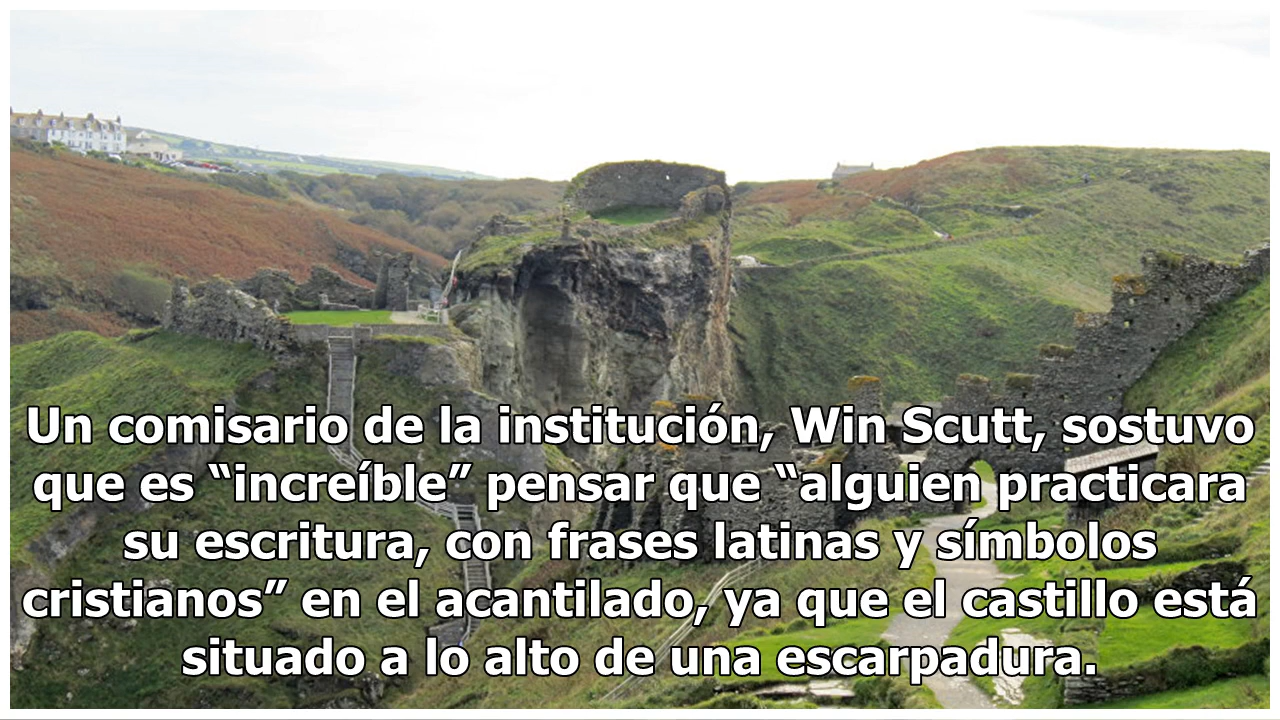 Un comisario de la institución, Win Scutt, sostuvo
que es “increíble” pensar que “alguien practicara
su escritura, con frases latinas y símbolos
cristianos” en el acantilado, ya que el castillo está
situado a lo alto de una escarpadura.